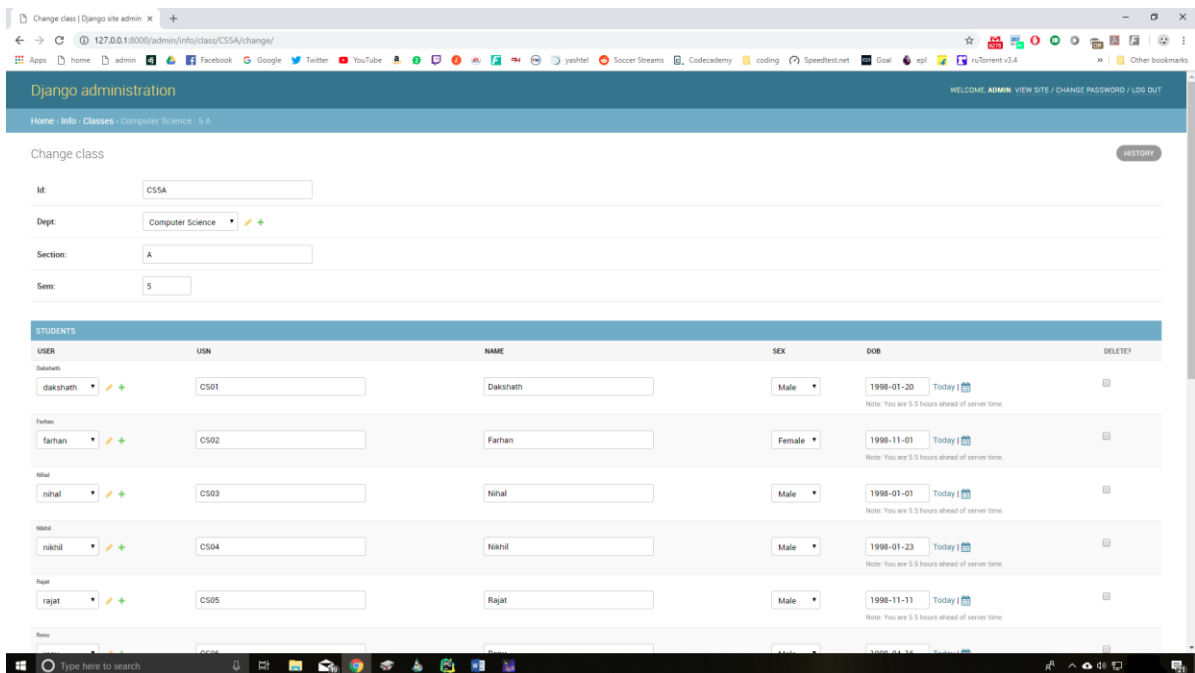 Change class | Django site admin
127.0.0.1:8000/admin/info/class/CS5A/change/
Apps home admin Facebook Google Twitter YouTube yashtel Soccer Streams Codecademy coding Speedtest.net Goal epl ruTorrent v3.4 » Other bookmarks
Django administration WELCOME, ADMIN. VIEW SITE / CHANGE PASSWORD / LOG OUT
Home › Info › Classes › Computer Science : 5 A
Change class HISTORY
Id: CS5A
Dept: Computer Science
Section: A
Sem: 5
STUDENTS
USER USN NAME SEX DOB DELETE?
Dakshath
dakshath CS01 Dakshath Male 1998-01-20 Today |
Note: You are 5.5 hours ahead of server time.
Farhan
farhan CS02 Farhan Female 1998-11-01 Today |
Note: You are 5.5 hours ahead of server time.
Nihal
nihal CS03 Nihal Male 1998-01-01 Today |
Note: You are 5.5 hours ahead of server time.
Nikhil
nikhil CS04 Nikhil Male 1998-01-23 Today |
Note: You are 5.5 hours ahead of server time.
Rajat
rajat CS05 Rajat Male 1998-11-11 Today |
Note: You are 5.5 hours ahead of server time.
Renu
Type here to search